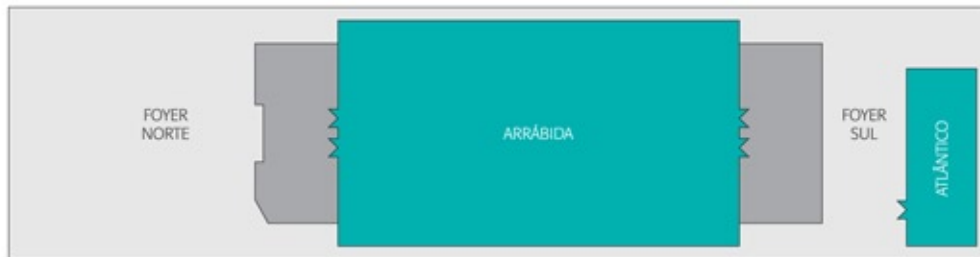 FOYER
NORTE
ARRÁBIDA
FOYER
SUL
ATLÂNTICO